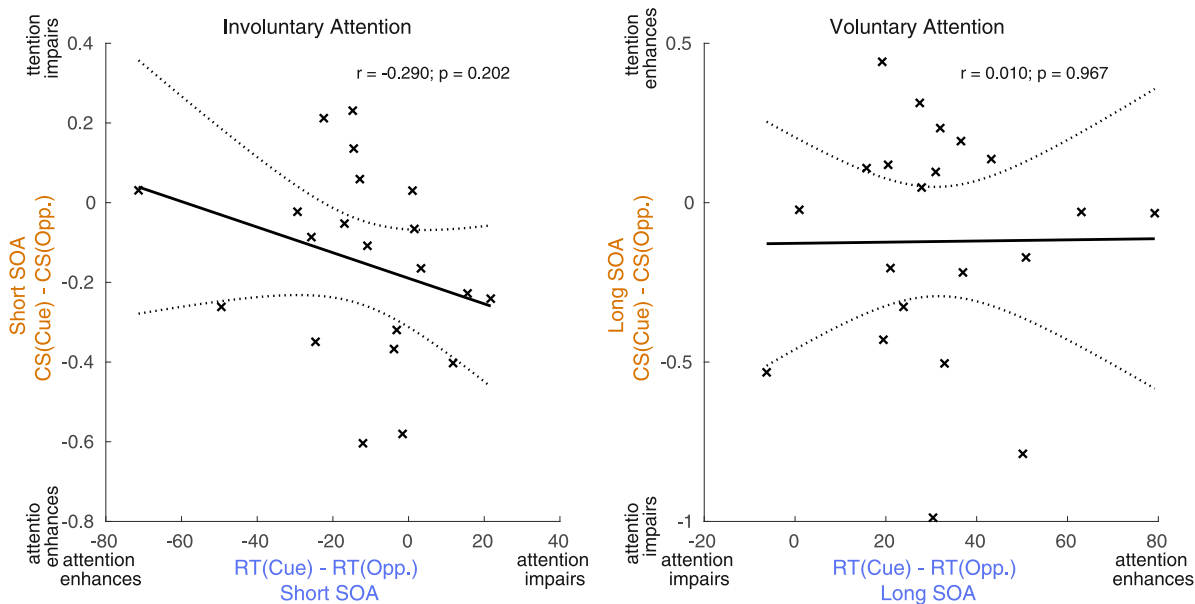 Involuntary Attention
r = -0.290; p = 0.202
ttention
impairs
0.4
0.2
0
-0.2
-0.4
-0.6
-0.8
Short SOA
CS(Cue) - CS(Opp.)
attentio
enhances
-80
-60
-40
-20
0
20
40
attention
enhances
RT(Cue) - RT(Opp.)
Short SOA
attention
impairs
Voluntary Attention
r = 0.010; p = 0.967
ttention
enhances
0.5
0
-0.5
-1
Long SOA
CS(Cue) - CS(Opp.)
attentio
impairs
-20
0
20
40
60
80
attention
impairs
RT(Cue) - RT(Opp.)
Long SOA
attention
enhances